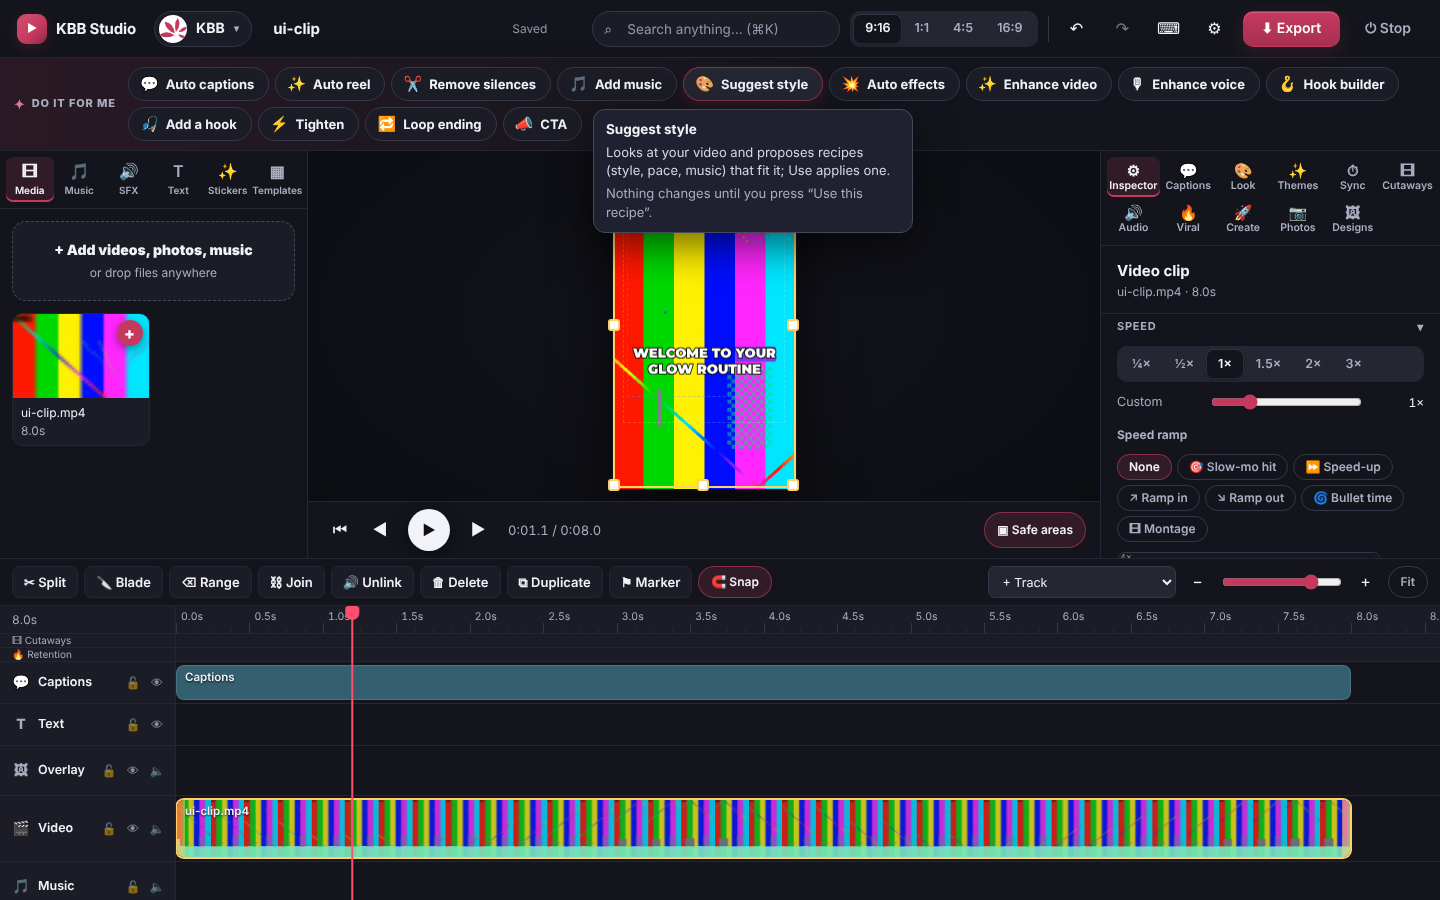 KBB Studio
KBB
ui-clip
Saved
Search anything... (⌘K)
9:16 1:1 4:5 16:9
Export
Stop
DO IT FOR ME
Auto captions
Auto reel
Remove silences
Add music
Suggest style
Auto effects
Enhance video
Enhance voice
Hook builder
Add a hook
Tighten
Loop ending
CTA
Suggest style
Looks at your video and proposes recipes
(style, pace, music) that fit it; Use applies one.
Nothing changes until you press “Use this
recipe”.
Media Music SFX Text Stickers Templates
+ Add videos, photos, music
or drop files anywhere
ui-clip.mp4
8.0s
WELCOME TO YOUR
GLOW ROUTINE
0:01.1 / 0:08.0
Safe areas
Inspector Captions Look Themes Sync Cutaways
Audio Viral Create Photos Designs
Video clip
ui-clip.mp4 · 8.0s
SPEED
¼× ½× 1× 1.5× 2× 3×
Custom 1×
Speed ramp
None Slow-mo hit Speed-up
Ramp in Ramp out Bullet time
Montage
Split Blade Range Join Unlink Delete Duplicate Marker Snap
+ Track
Fit
8.0s
0.0s 0.5s 1.0s 1.5s 2.0s 2.5s 3.0s 3.5s 4.0s 4.5s 5.0s 5.5s 6.0s 6.5s 7.0s 7.5s 8.0s
Cutaways
Retention
Captions
Captions
Text
Overlay
Video
ui-clip.mp4
Music